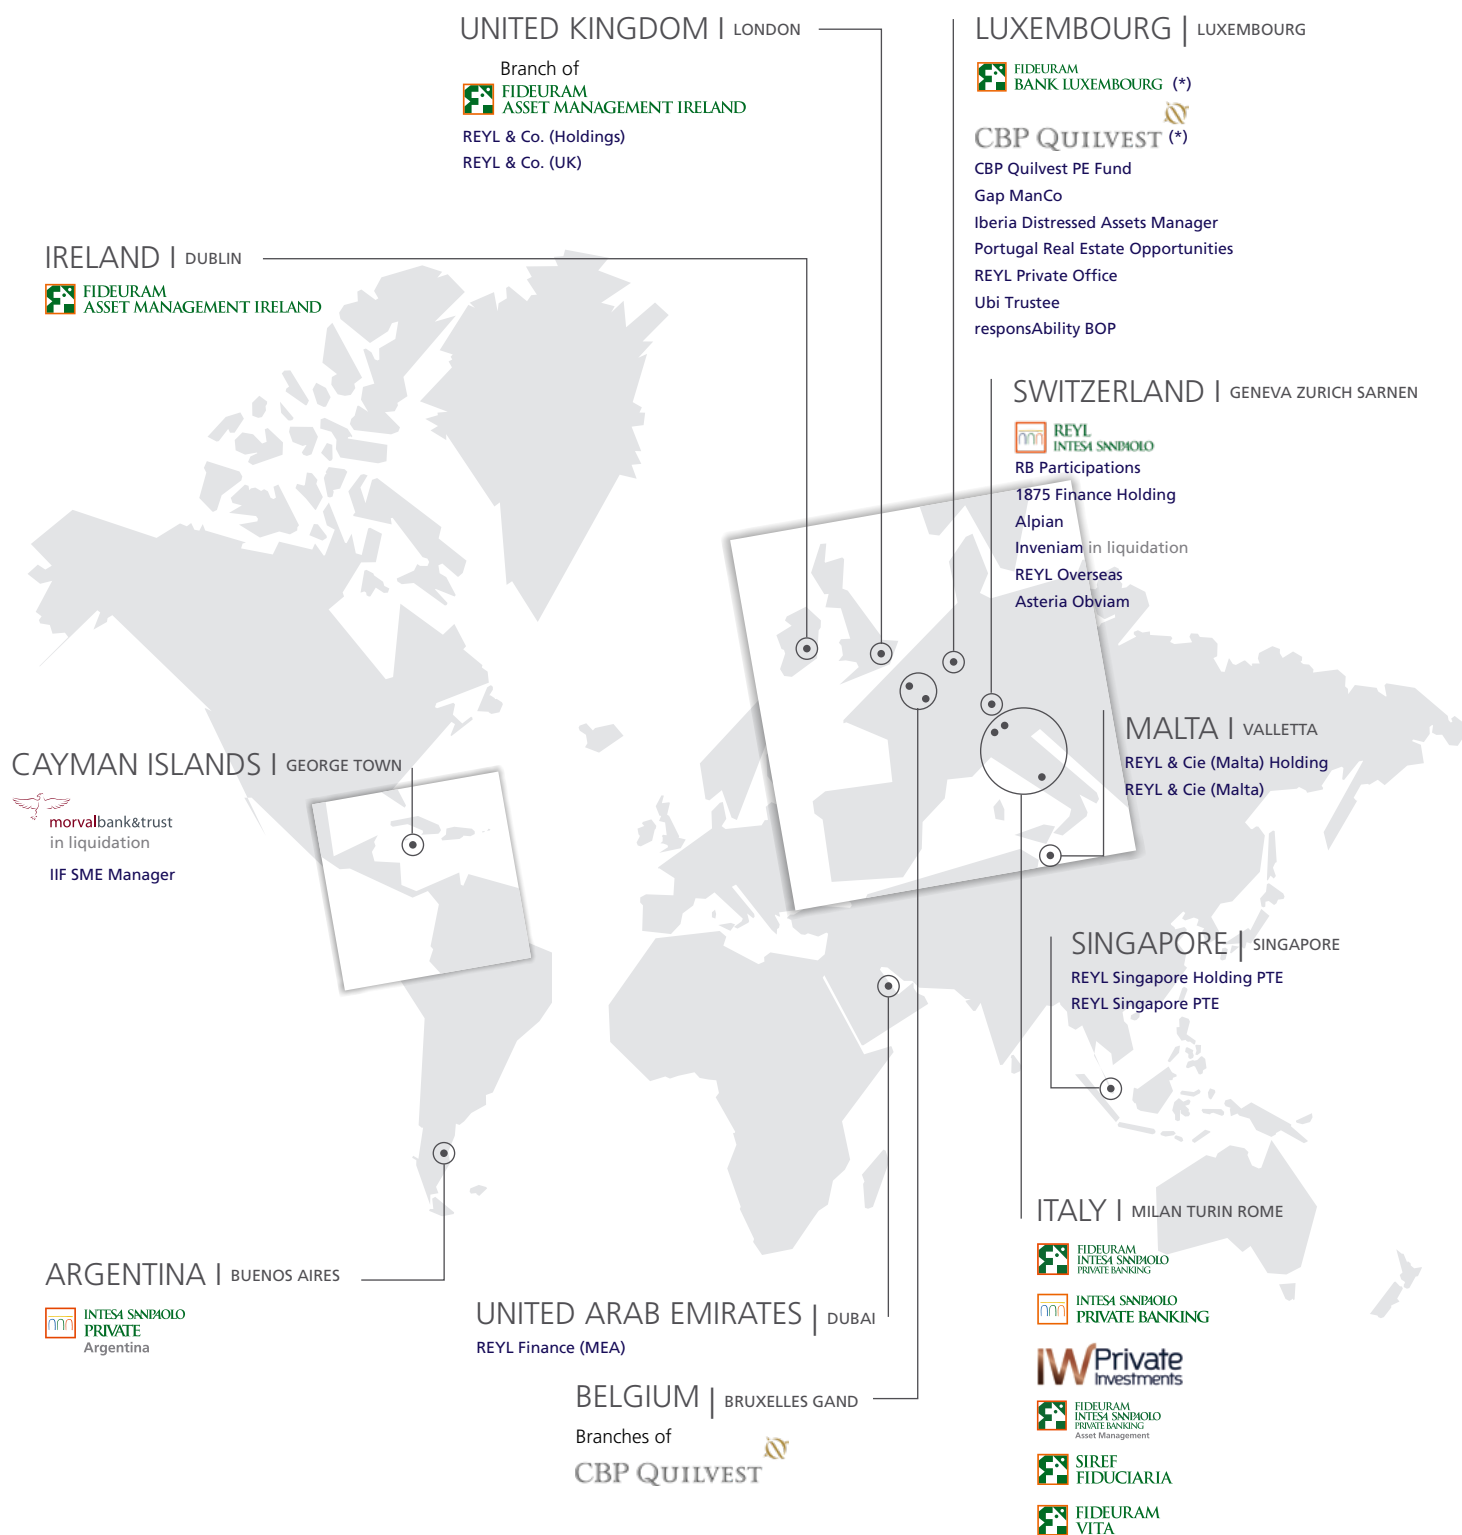 UNITED KINGDOM | LONDON
Branch of
FIDEURAM
ASSET MANAGEMENT IRELAND
REYL & Co. (Holdings)
REYL & Co. (UK)
LUXEMBOURG | LUXEMBOURG
FIDEURAM
BANK LUXEMBOURG (*)
CBP QUILVEST (*)
CBP Quilvest PE Fund
Gap ManCo
Iberia Distressed Assets Manager
Portugal Real Estate Opportunities
REYL Private Office
Ubi Trustee
responsAbility BOP
IRELAND | DUBLIN
FIDEURAM
ASSET MANAGEMENT IRELAND
SWITZERLAND | GENEVA ZURICH SARNEN
REYL
INTESA SANPAOLO
RB Participations
1875 Finance Holding
Alpian
Inveniam in liquidation
REYL Overseas
Asteria Obviam
MALTA | VALLETTA
REYL & Cie (Malta) Holding
REYL & Cie (Malta)
CAYMAN ISLANDS | GEORGE TOWN
morvalbank&trust
in liquidation
IIF SME Manager
SINGAPORE | SINGAPORE
REYL Singapore Holding PTE
REYL Singapore PTE
ITALY | MILAN TURIN ROME
FIDEURAM
INTESA SANPAOLO
PRIVATE BANKING
INTESA SANPAOLO
PRIVATE BANKING
IW Private
Investments
FIDEURAM
INTESA SANPAOLO
PRIVATE BANKING
Asset Management
SIREF
FIDUCIARIA
FIDEURAM
VITA
ARGENTINA | BUENOS AIRES
INTESA SANPAOLO
PRIVATE
Argentina
UNITED ARAB EMIRATES | DUBAI
REYL Finance (MEA)
BELGIUM | BRUXELLES GAND
Branches of
CBP QUILVEST